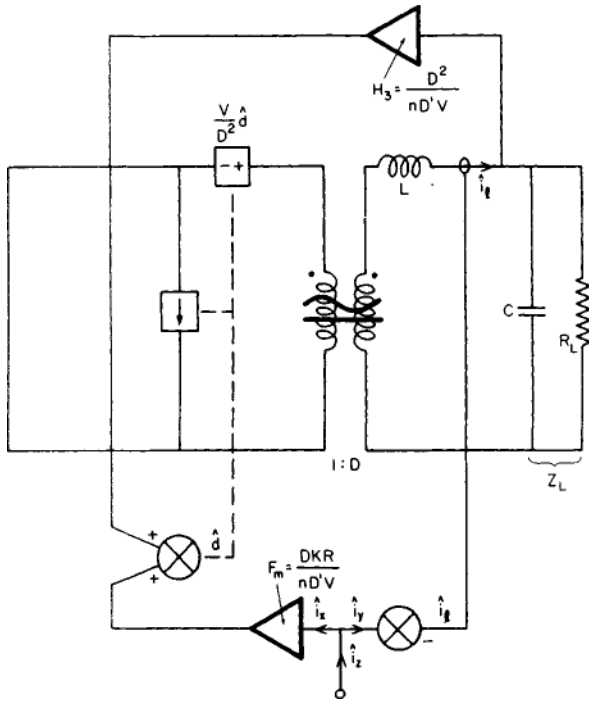 H₃ = D² / nD'V
V / D² d̂
L
î_ℓ
C
R_L
1:D
Z_L
+
+
d̂
F_m = DKR / nD'V
î_x
î_y
î_ℓ
−
î_z
− +